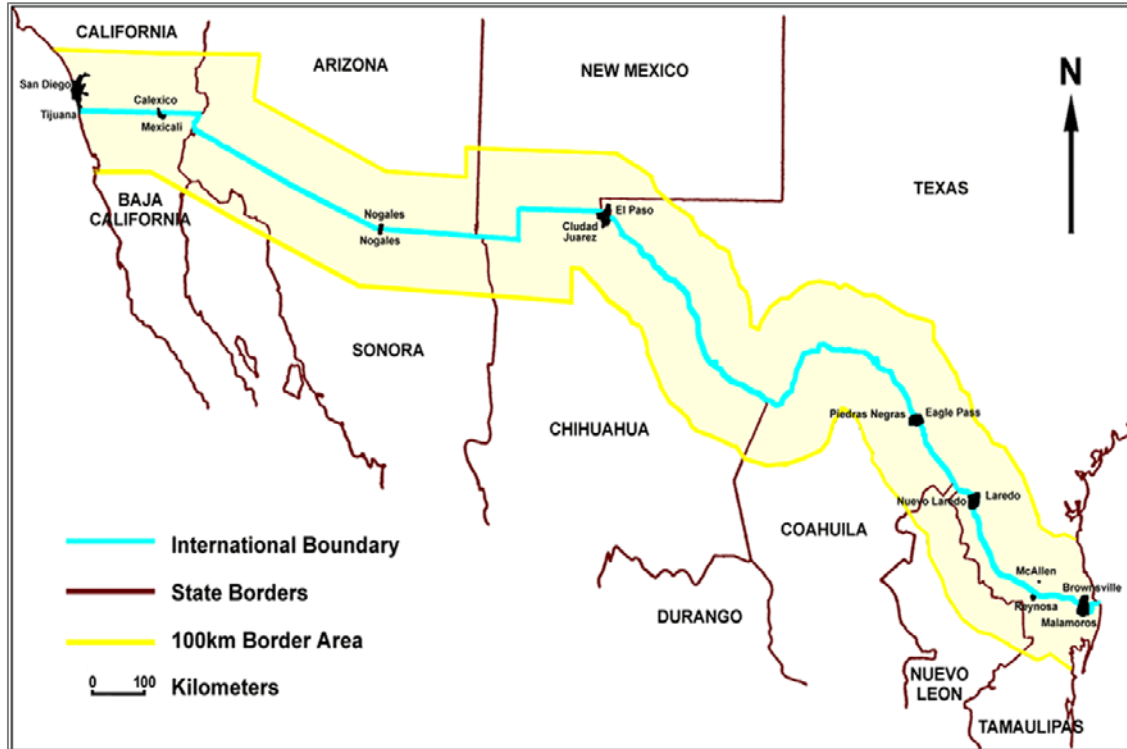 CALIFORNIA
ARIZONA
NEW MEXICO
N
San Diego
Calexico
Tijuana
Mexicali
TEXAS
BAJA
CALIFORNIA
Nogales
Nogales
El Paso
Cludad
Juarez
SONORA
CHIHUAHUA
Piedras Negras
Eagle Pass
Nuevo Laredo
Laredo
COAHUILA
International Boundary
State Borders
McAllen
Brownsville
Reynosa
Malamoros
DURANGO
100km Border Area
0 100
Kilometers
NUEVO
LEON
TAMAULIPAS